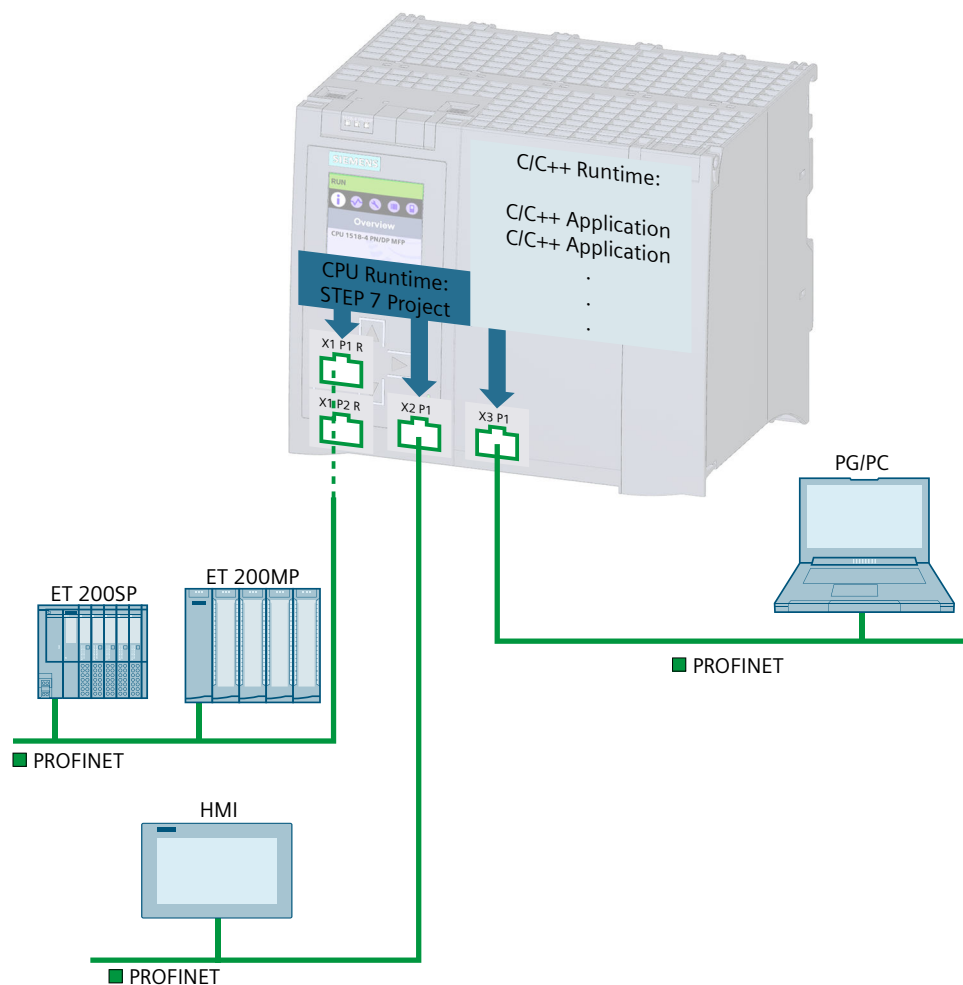 SIEMENS
RUN
Overview
CPU 1518-4 PN/DP MFP
C/C++ Runtime:
C/C++ Application
C/C++ Application
.
.
.
CPU Runtime:
STEP 7 Project
X1 P1 R
X1 P2 R
X2 P1
X3 P1
PG/PC
PROFINET
ET 200SP
ET 200MP
PROFINET
HMI
PROFINET